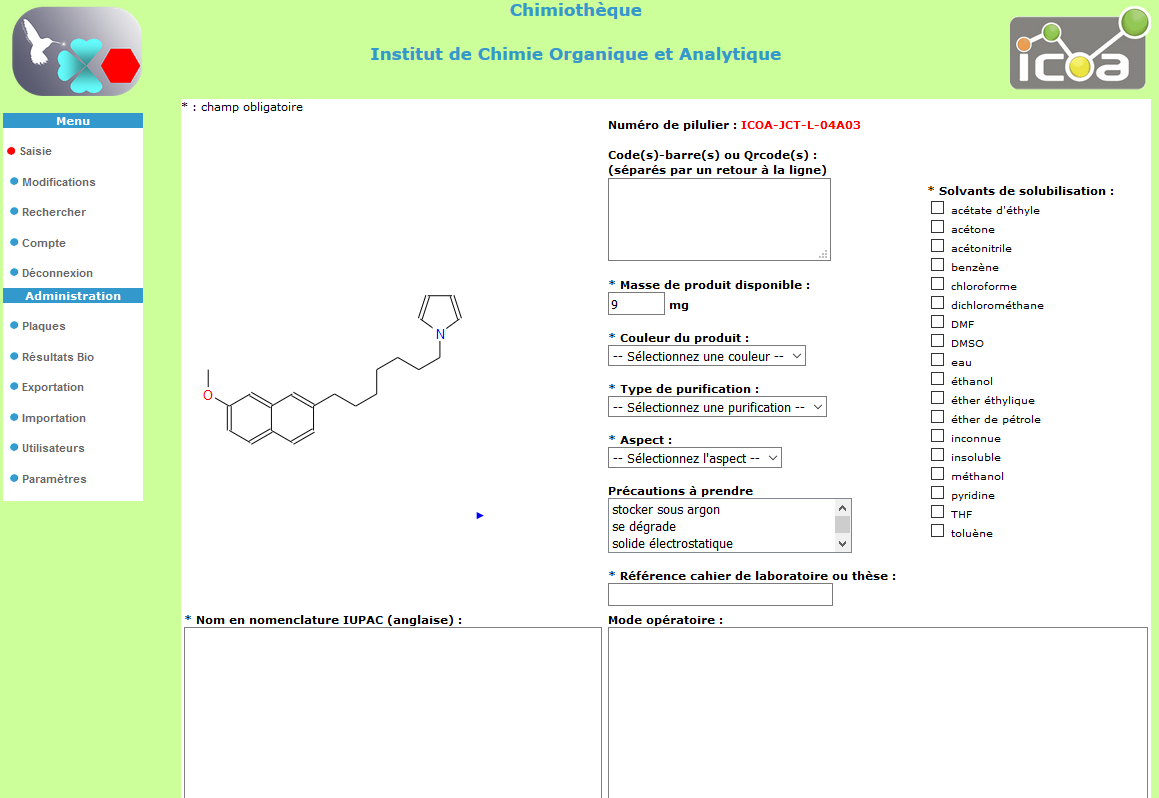 Chimiothèque
Institut de Chimie Organique et Analytique
icoa
Menu
Saisie
Modifications
Rechercher
Compte
Déconnexion
Administration
Plaques
Résultats Bio
Exportation
Importation
Utilisateurs
Paramètres
* : champ obligatoire
N
O
Numéro de pilulier : ICOA-JCT-L-04A03
Code(s)-barre(s) ou Qrcode(s) :
(séparés par un retour à la ligne)
* Masse de produit disponible :
9 mg
* Couleur du produit :
-- Sélectionnez une couleur --
* Type de purification :
-- Sélectionnez une purification --
* Aspect :
-- Sélectionnez l'aspect --
Précautions à prendre
stocker sous argon
se dégrade
solide électrostatique
* Référence cahier de laboratoire ou thèse :
* Solvants de solubilisation :
acétate d'éthyle
acétone
acétonitrile
benzène
chloroforme
dichlorométhane
DMF
DMSO
eau
éthanol
éther éthylique
éther de pétrole
inconnue
insoluble
méthanol
pyridine
THF
toluène
* Nom en nomenclature IUPAC (anglaise) :
Mode opératoire :